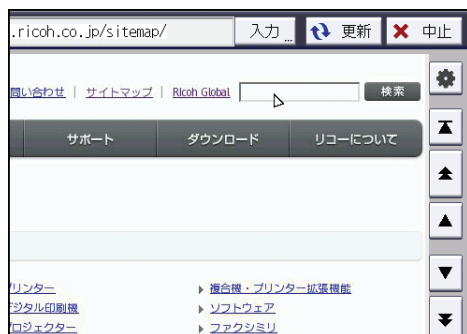 .ricoh.co.jp/sitemap/ 入力 更新 中止
問い合わせ | サイトマップ | Ricoh Global 検索
サポート ダウンロード リコーについて
プリンター 複合機・プリンター拡張機能
デジタル印刷機 ソフトウェア
プロジェクター ファクシミリ